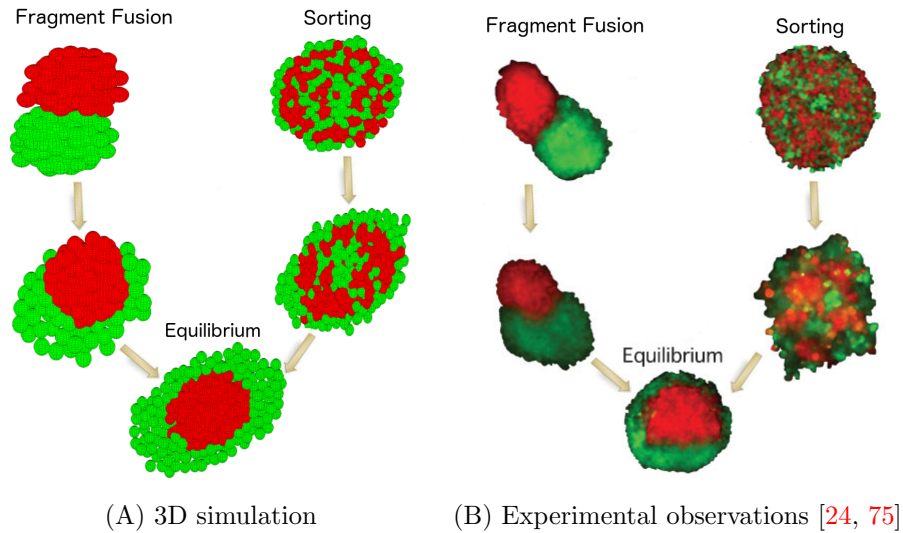 Fragment Fusion
Sorting
Equilibrium
(A) 3D simulation
Fragment Fusion
Sorting
Equilibrium
(B) Experimental observations [24, 75]